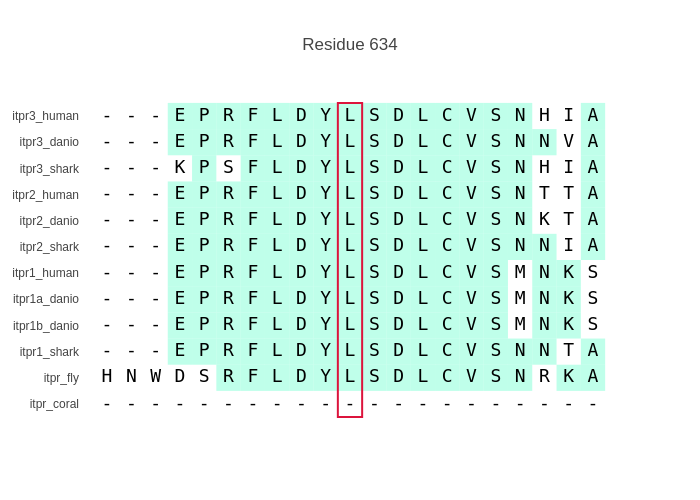 Residue 634
itpr3_human - - - E P R F L D Y L S D L C V S N H I A
itpr3_danio - - - E P R F L D Y L S D L C V S N N V A
itpr3_shark - - - K P S F L D Y L S D L C V S N H I A
itpr2_human - - - E P R F L D Y L S D L C V S N T T A
itpr2_danio - - - E P R F L D Y L S D L C V S N K T A
itpr2_shark - - - E P R F L D Y L S D L C V S N N I A
itpr1_human - - - E P R F L D Y L S D L C V S M N K S
itpr1a_danio - - - E P R F L D Y L S D L C V S M N K S
itpr1b_danio - - - E P R F L D Y L S D L C V S M N K S
itpr1_shark - - - E P R F L D Y L S D L C V S N N T A
itpr_fly H N W D S R F L D Y L S D L C V S N R K A
itpr_coral - - - - - - - - - - - - - - - - - - - - -